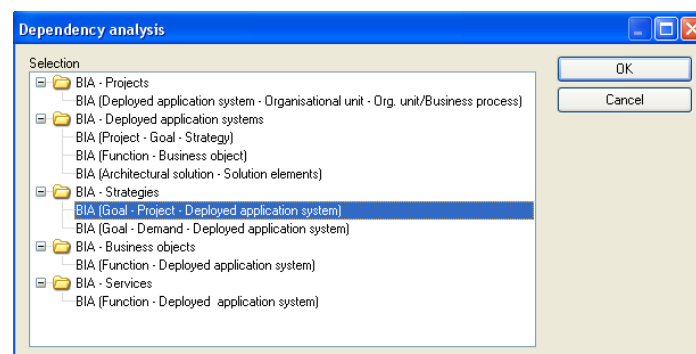 Dependency analysis
Selection
OK
Cancel
BIA - Projects
BIA (Deployed application system - Organisational unit - Org. unit/Business process)
BIA - Deployed application systems
BIA (Project - Goal - Strategy)
BIA (Function - Business object)
BIA (Architectural solution - Solution elements)
BIA - Strategies
BIA (Goal - Project - Deployed application system)
BIA (Goal - Demand - Deployed application system)
BIA - Business objects
BIA (Function - Deployed application system)
BIA - Services
BIA (Function - Deployed  application system)